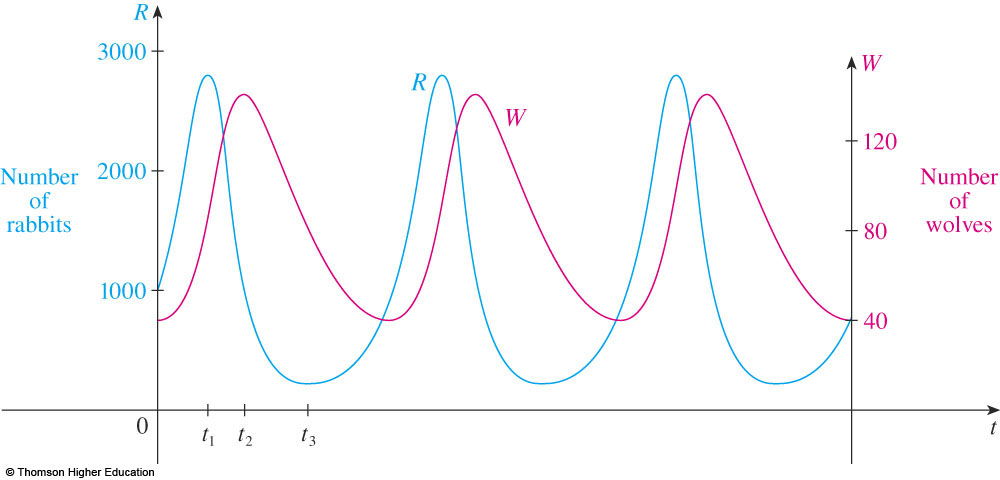 R
3000
2000
1000
0
Number
of
rabbits
R
W
W
120
80
40
Number
of
wolves
t₁
t₂
t₃
t
© Thomson Higher Education